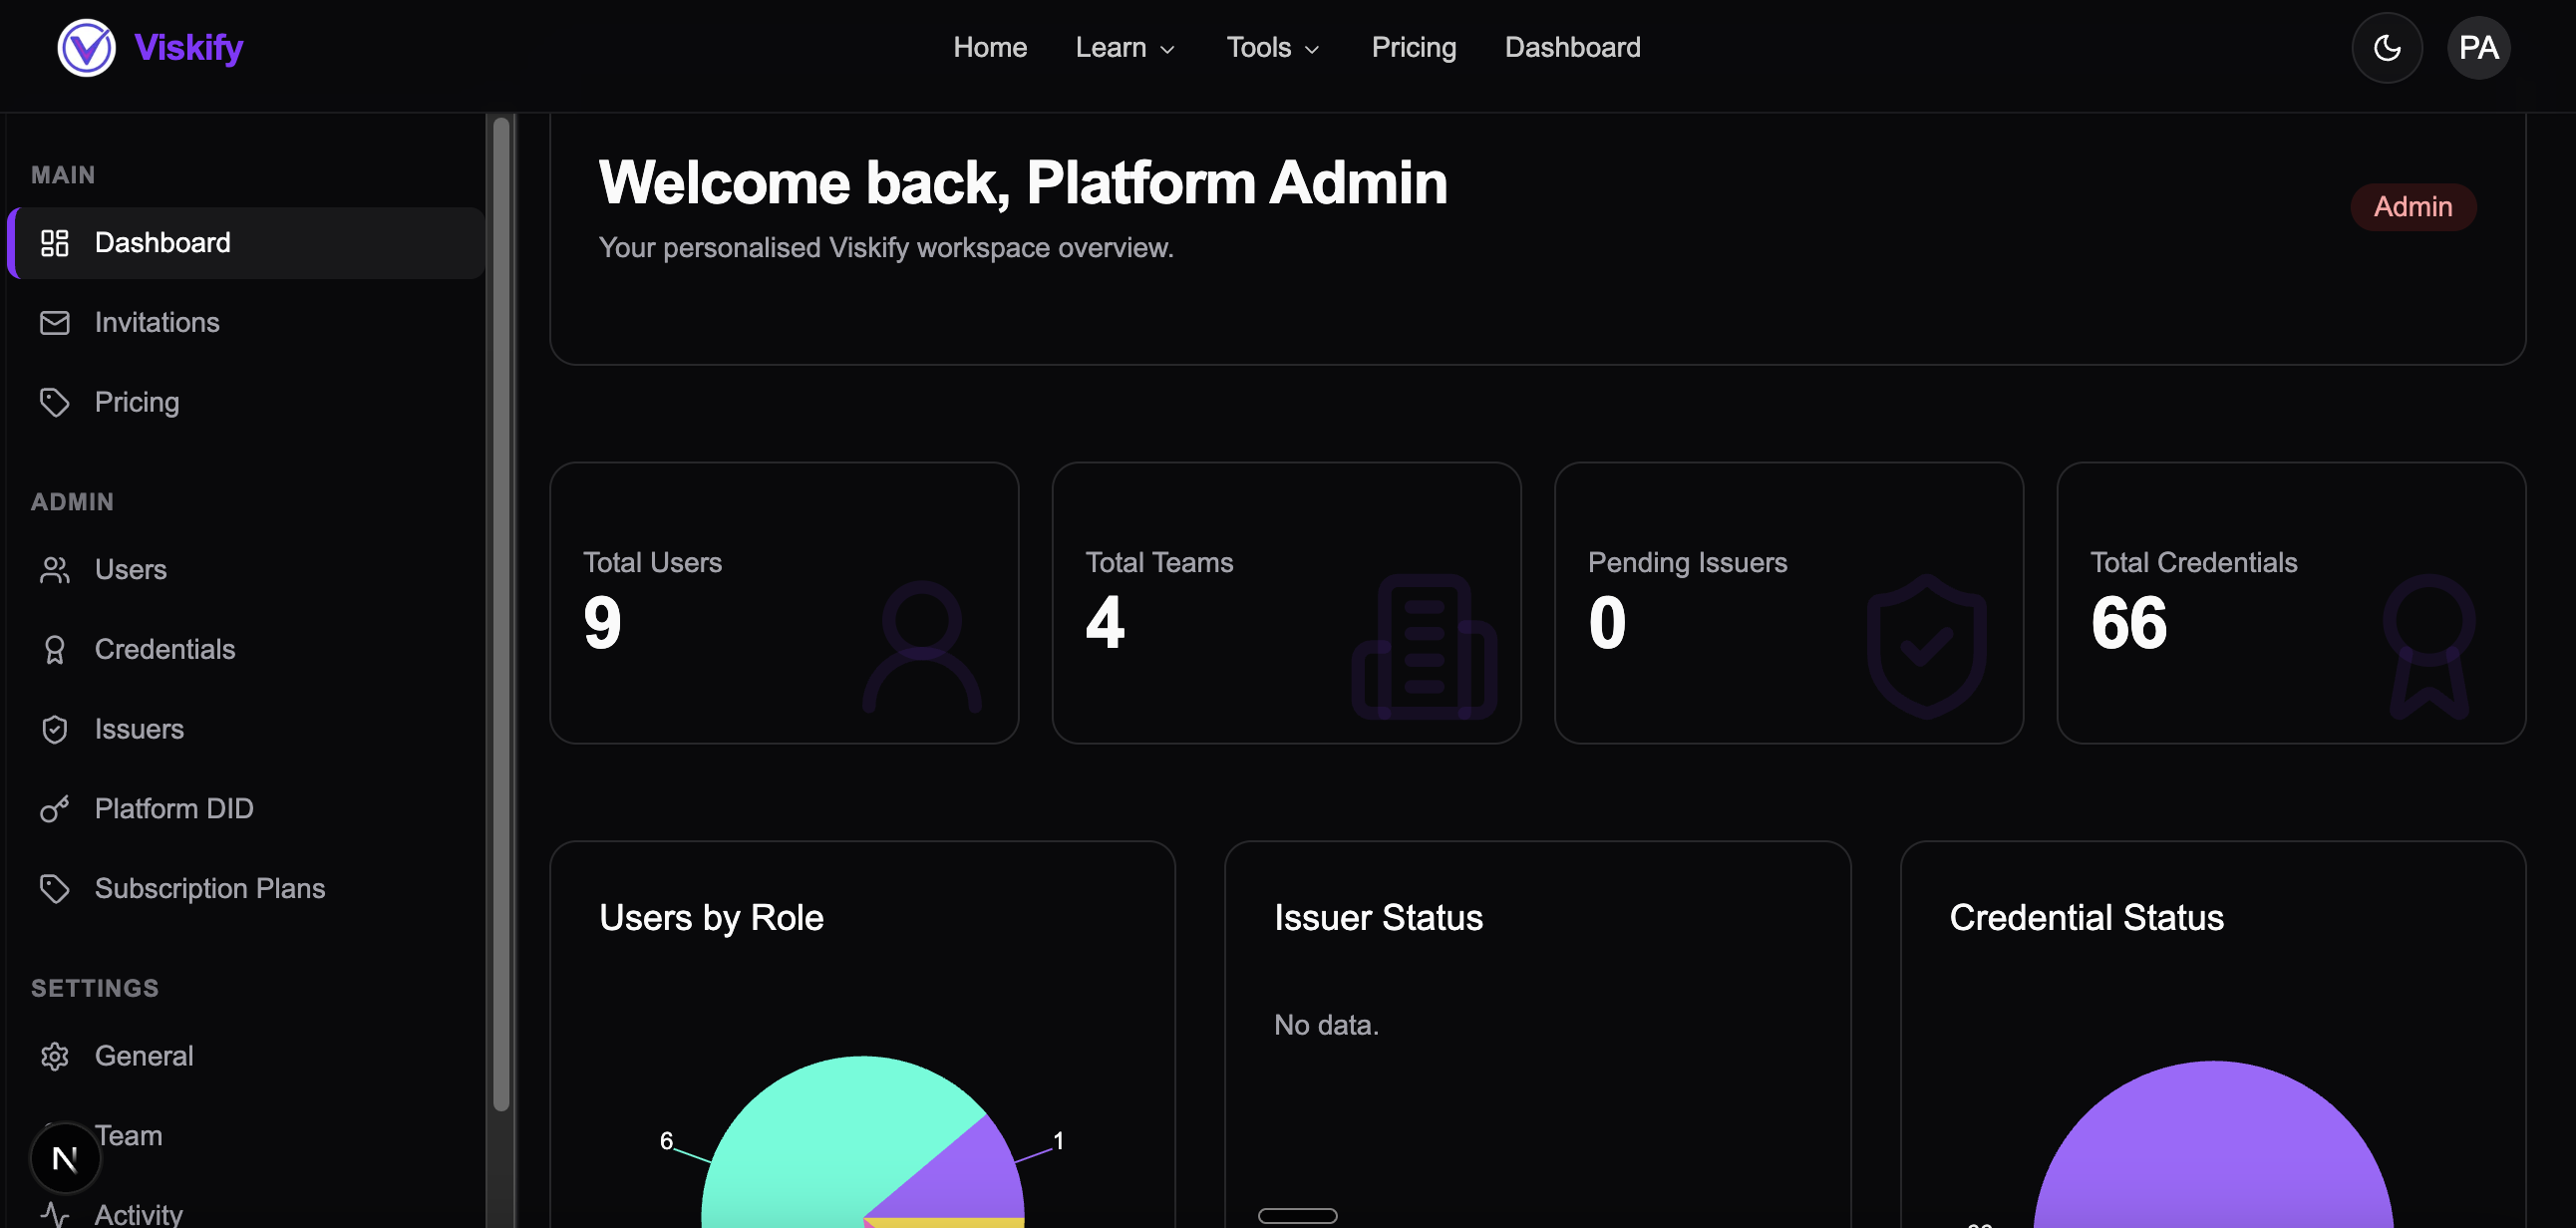 Viskify
Home
Learn
Tools
Pricing
Dashboard
PA
MAIN
Dashboard
Invitations
Pricing
ADMIN
Users
Credentials
Issuers
Platform DID
Subscription Plans
SETTINGS
General
Team
N
Activity
Welcome back, Platform Admin
Your personalised Viskify workspace overview.
Admin
Total Users
9
Total Teams
4
Pending Issuers
0
Total Credentials
66
Users by Role
6
1
Issuer Status
No data.
Credential Status